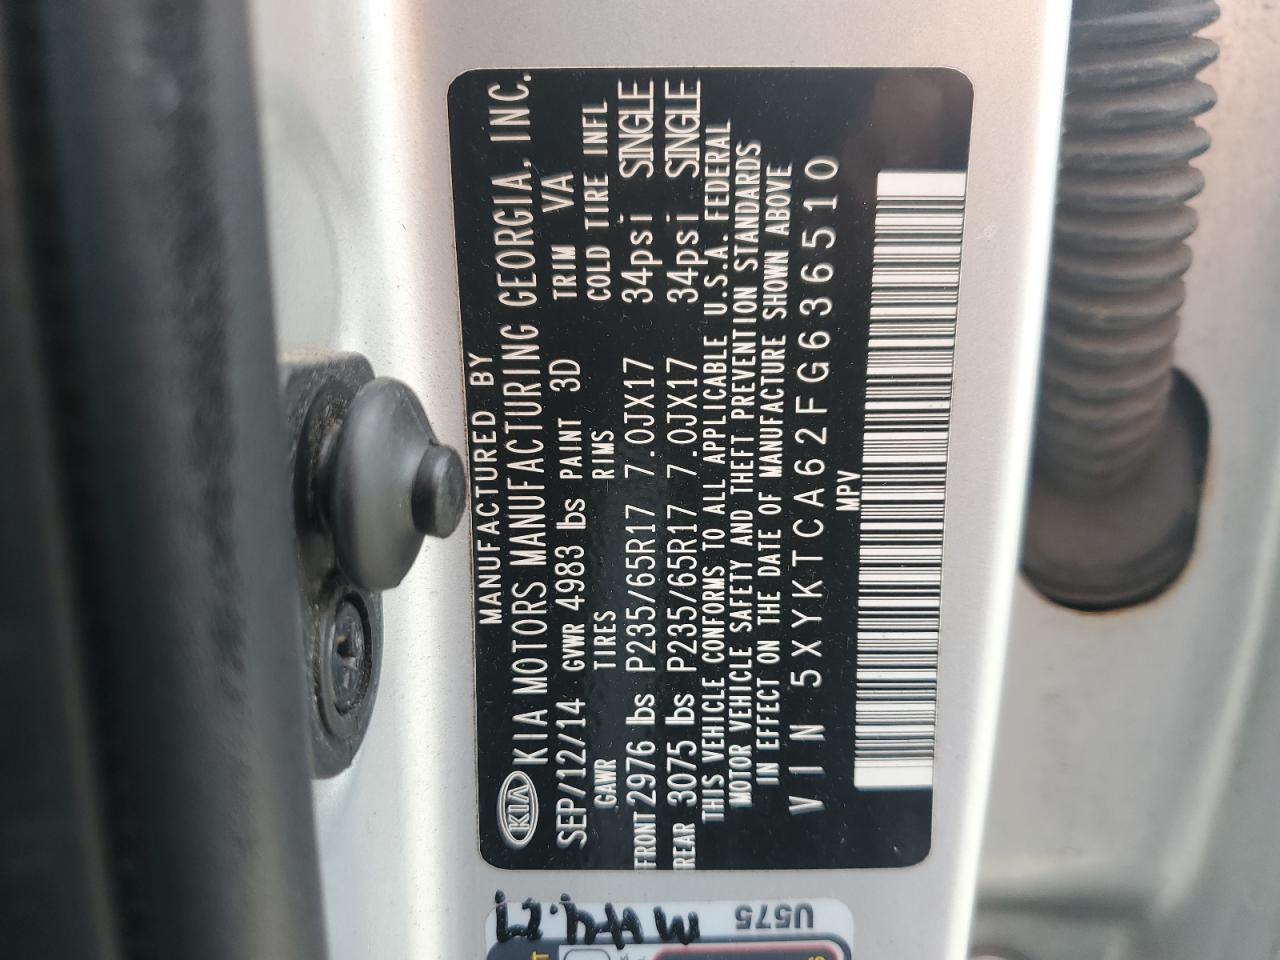 MANUFACTURED BY
KIA KIA MOTORS MANUFACTURING GEORGIA, INC.
SEP/12/14 GVWR 4983 lbs PAINT 3D TRIM VA
GAWR TIRES RIMS COLD TIRE INFL
FRONT 2976 lbs P235/65R17 7.0JX17 34psi SINGLE
REAR 3075 lbs P235/65R17 7.0JX17 34psi SINGLE
THIS VEHICLE CONFORMS TO ALL APPLICABLE U.S.A. FEDERAL
MOTOR VEHICLE SAFETY AND THEFT PREVENTION STANDARDS
IN EFFECT ON THE DATE OF MANUFACTURE SHOWN ABOVE
VIN 5XYKTCA62FG636510
MPV
U575